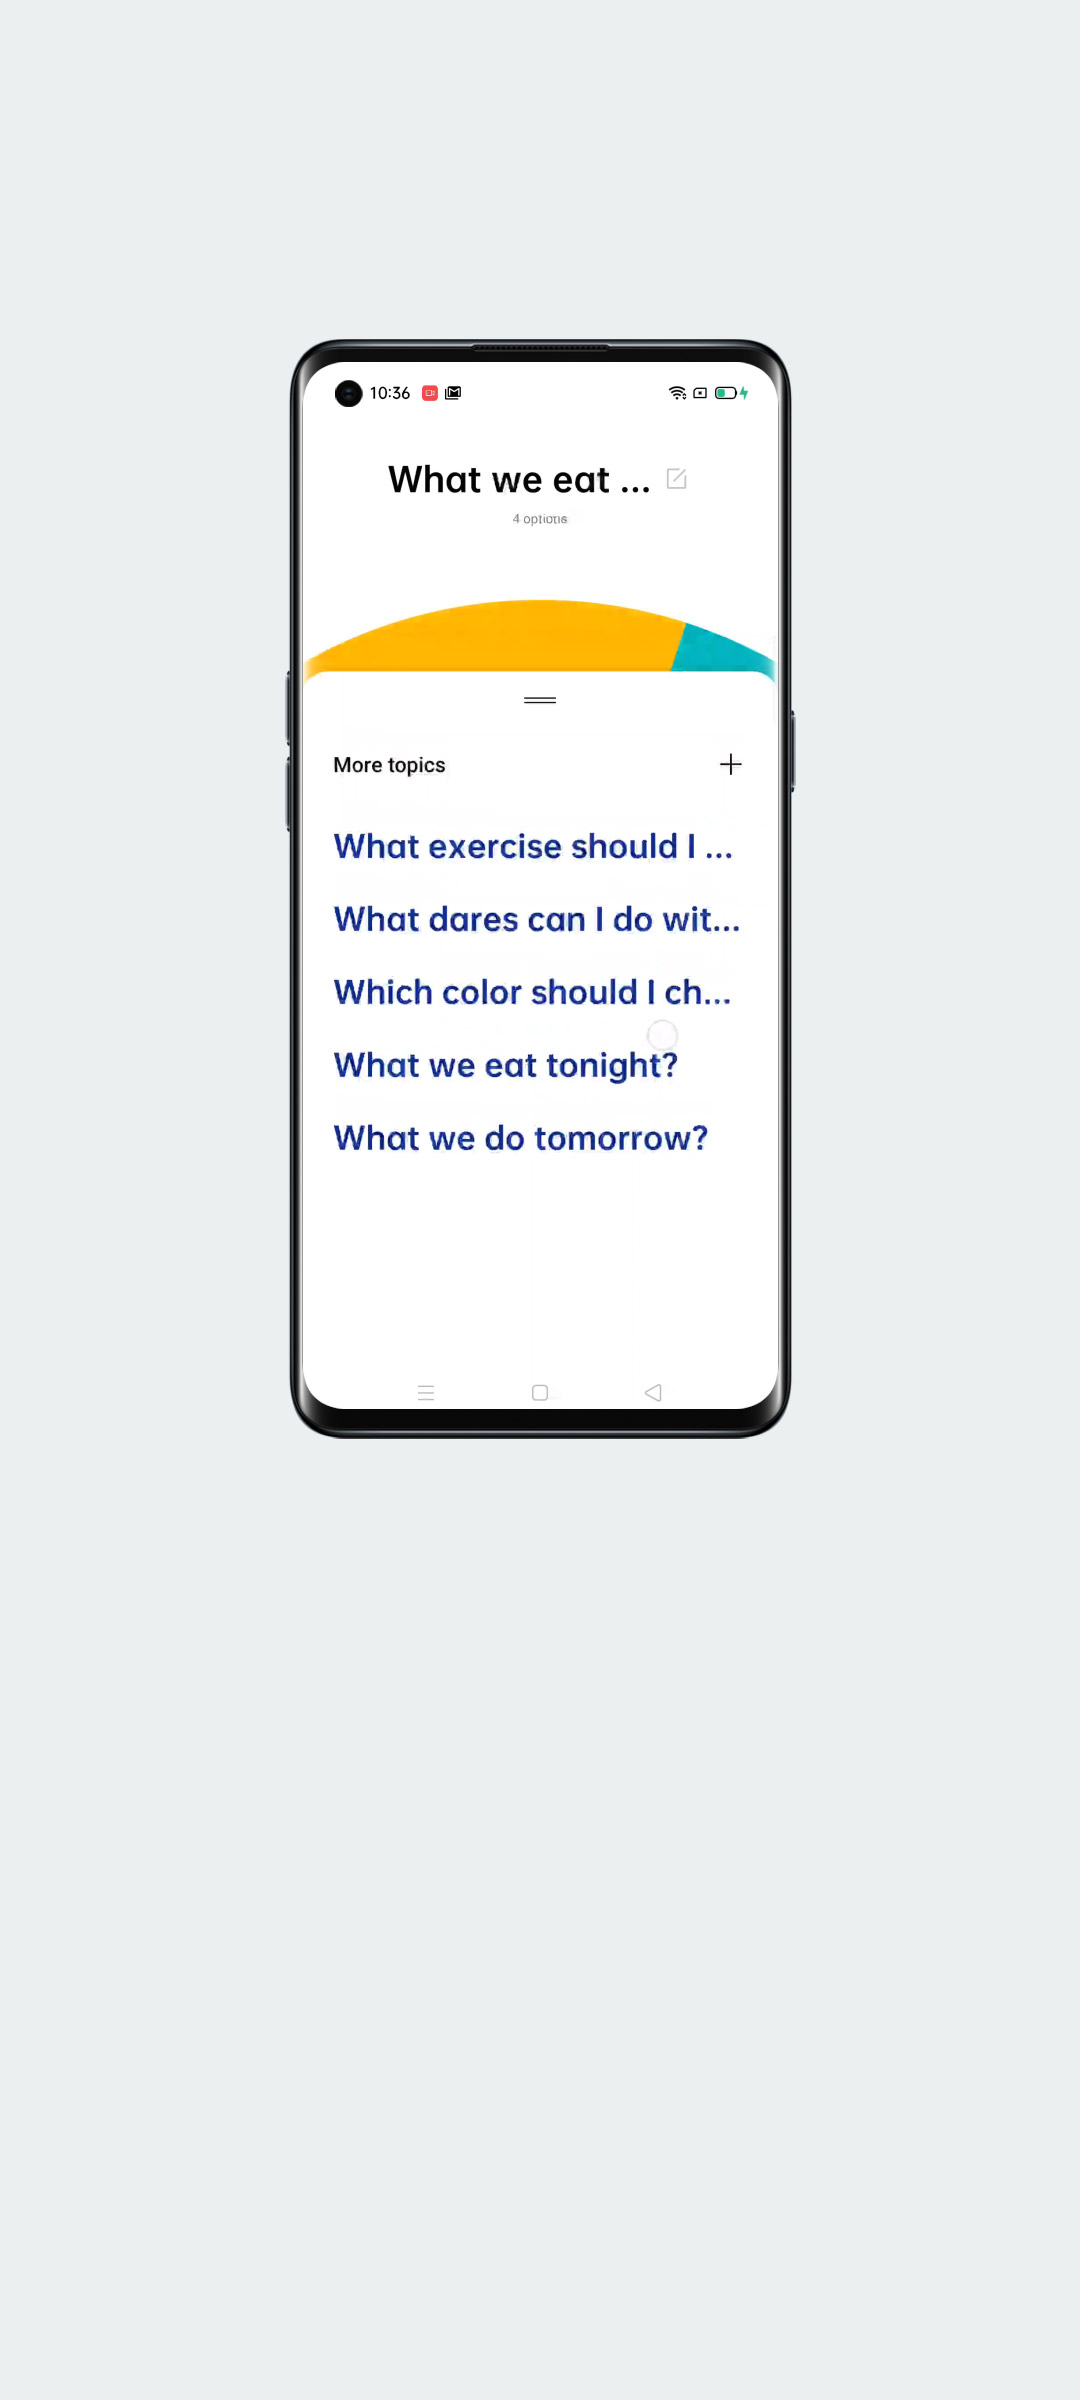 10:36
What we eat ...
4 options
More topics
What exercise should I ...
What dares can I do wit...
Which color should I ch...
What we eat tonight?
What we do tomorrow?